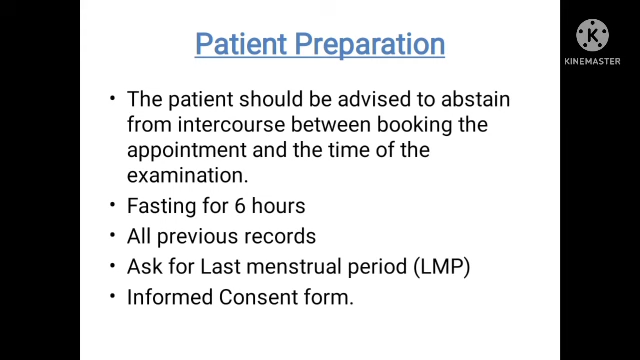 Patient Preparation
KINEMASTER
• The patient should be advised to abstain
from intercourse between booking the
appointment and the time of the
examination.
• Fasting for 6 hours
• All previous records
• Ask for Last menstrual period (LMP)
• Informed Consent form.